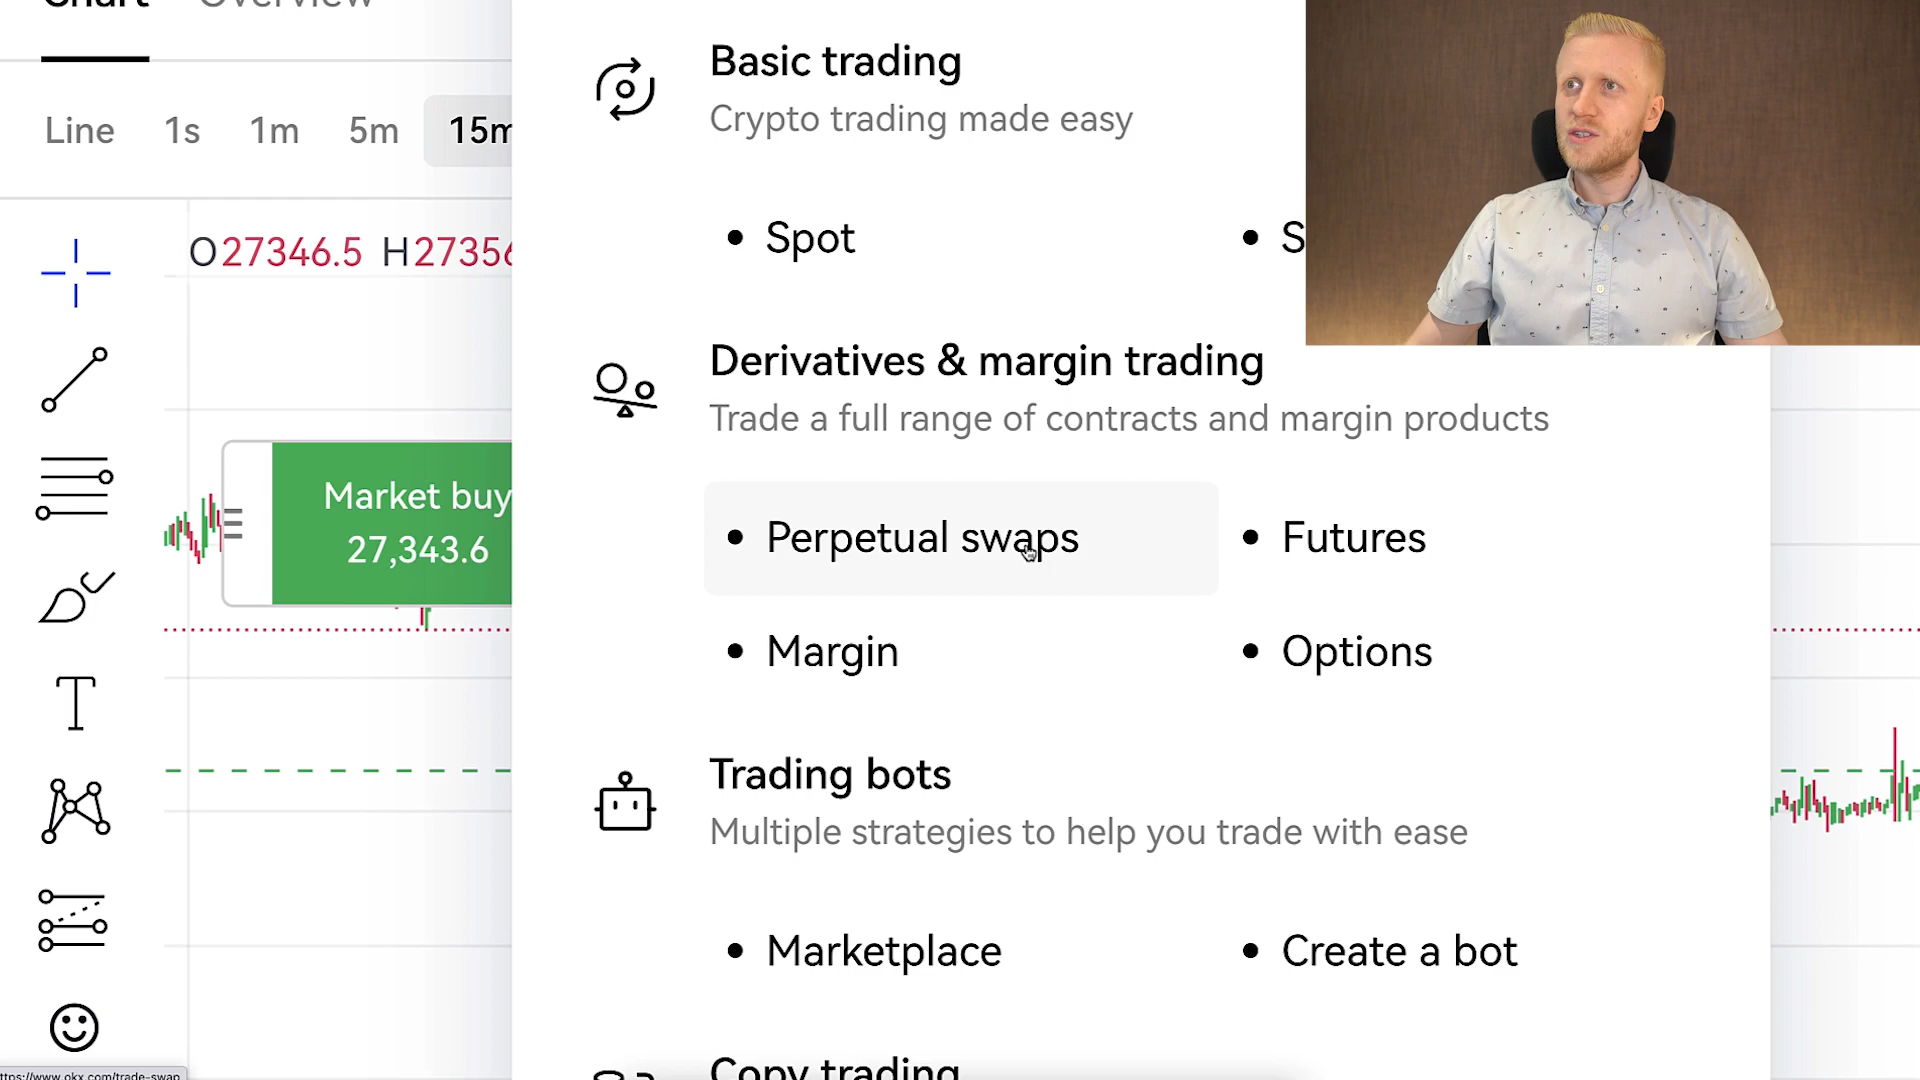 Chart Overview
Line 1s 1m 5m 15m
O27346.5 H27356
Market buy
27,343.6
Basic trading
Crypto trading made easy
• Spot
• S
Derivatives & margin trading
Trade a full range of contracts and margin products
• Perpetual swaps
• Futures
• Margin
• Options
Trading bots
Multiple strategies to help you trade with ease
• Marketplace
• Create a bot
Copy trading
ttps://www.okx.com/trade-swap